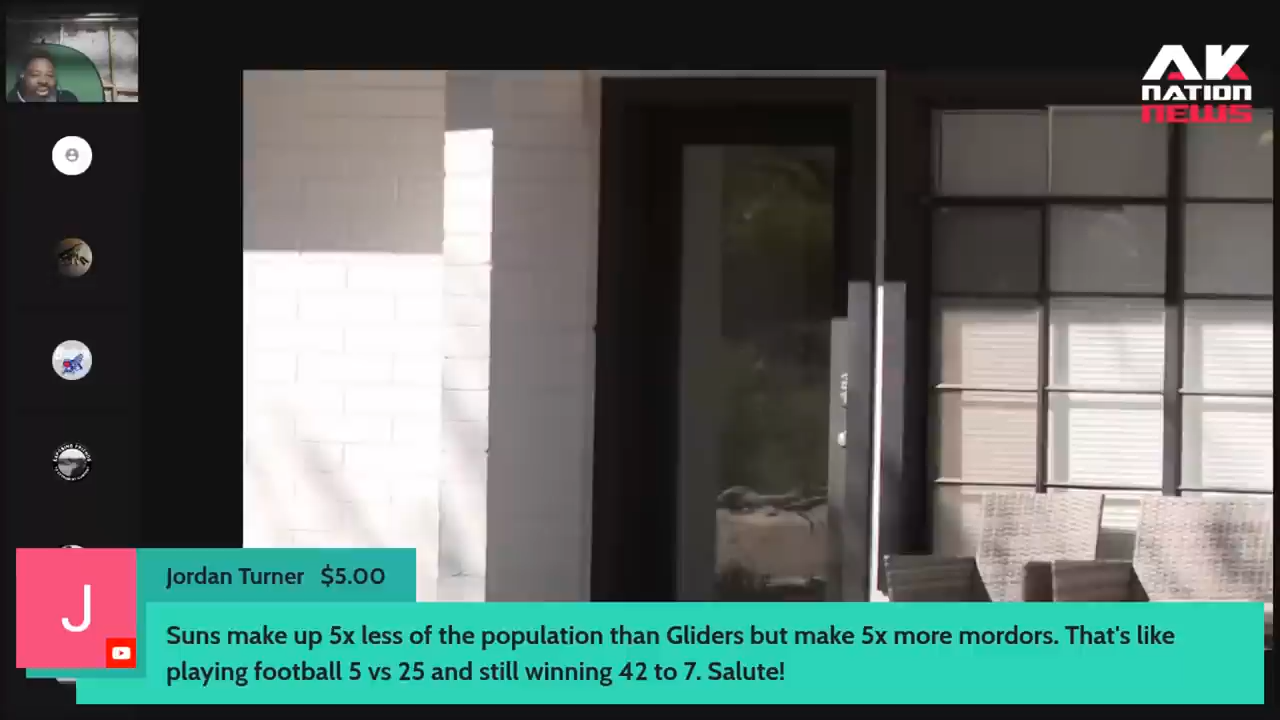 AK
NATION
NEWS
J
Jordan Turner $5.00
Suns make up 5x less of the population than Gliders but make 5x more mordors. That's like
playing football 5 vs 25 and still winning 42 to 7. Salute!